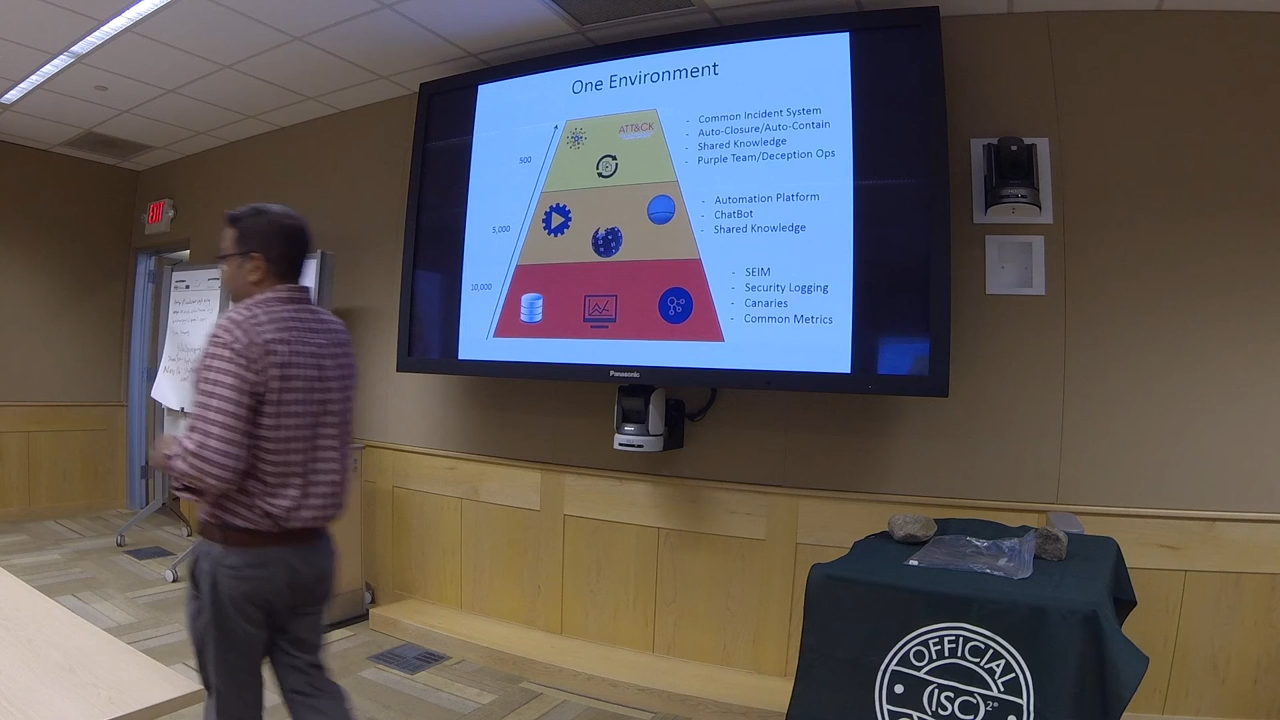 One Environment
ATT&CK
500
- Common Incident System
- Auto-Closure/Auto-Contain
- Shared Knowledge
- Purple Team/Deception Ops
5,000
- Automation Platform
- ChatBot
- Shared Knowledge
10,000
- SEIM
- Security Logging
- Canaries
- Common Metrics
Panasonic
EXIT
OFFICIAL
(ISC)²®